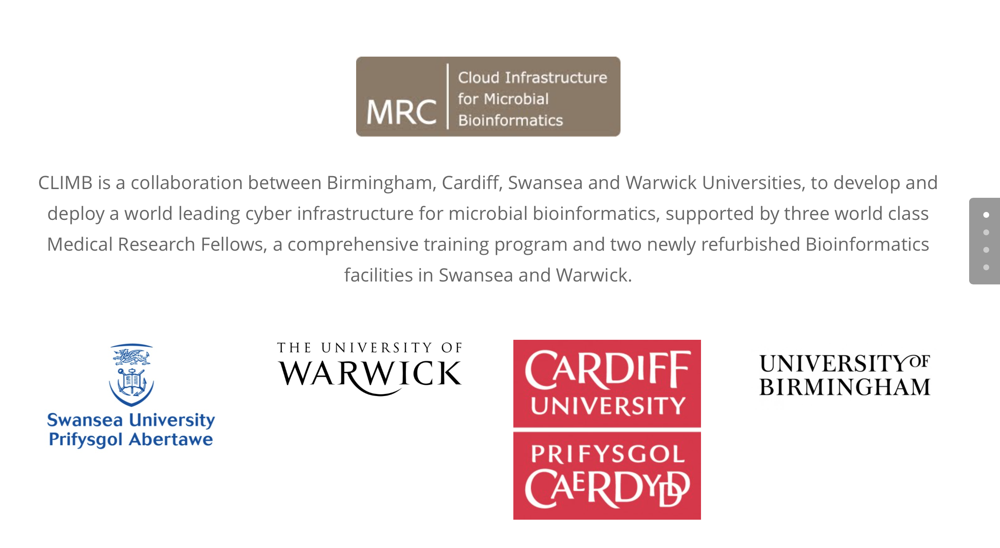 MRC
Cloud Infrastructure
for Microbial
Bioinformatics
CLIMB is a collaboration between Birmingham, Cardiff, Swansea and Warwick Universities, to develop and
deploy a world leading cyber infrastructure for microbial bioinformatics, supported by three world class
Medical Research Fellows, a comprehensive training program and two newly refurbished Bioinformatics
facilities in Swansea and Warwick.
Swansea University
Prifysgol Abertawe
THE UNIVERSITY OF
WARWICK
CARDIFF
UNIVERSITY
PRIFYSGOL
CAERDYDD
UNIVERSITY OF
BIRMINGHAM